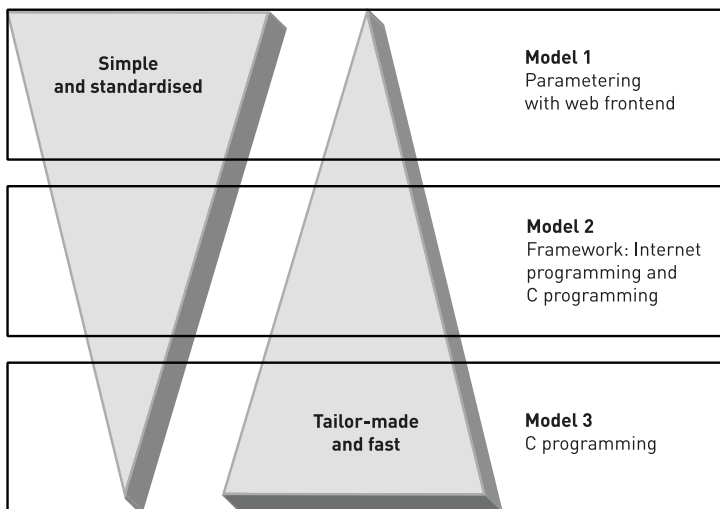 Simple
and standardised
Model 1
Parametering
with web frontend
Model 2
Framework: Internet
programming and
C programming
Tailor-made
and fast
Model 3
C programming